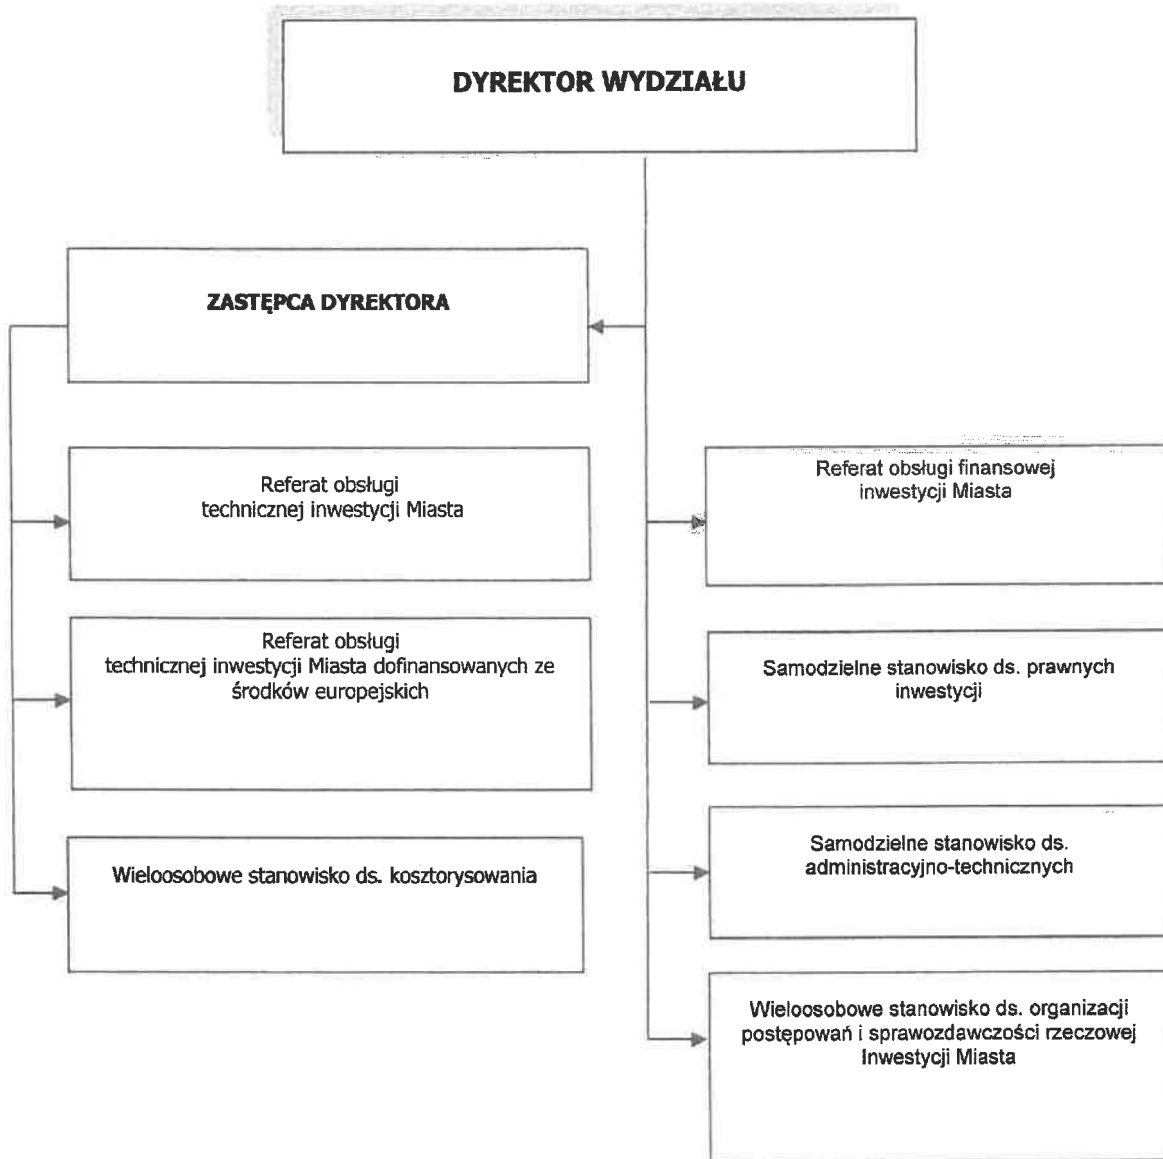 DYREKTOR WYDZIAŁU
ZASTĘPCA DYREKTORA
Referat obsługi
technicznej inwestycji Miasta
Referat obsługi
technicznej inwestycji Miasta dofinansowanych ze
środków europejskich
Wieloosobowe stanowisko ds. kosztorysowania
Referat obsługi finansowej
inwestycji Miasta
Samodzielne stanowisko ds. prawnych
inwestycji
Samodzielne stanowisko ds.
administracyjno-technicznych
Wieloosobowe stanowisko ds. organizacji
postępowań i sprawozdawczości rzeczowej
Inwestycji Miasta